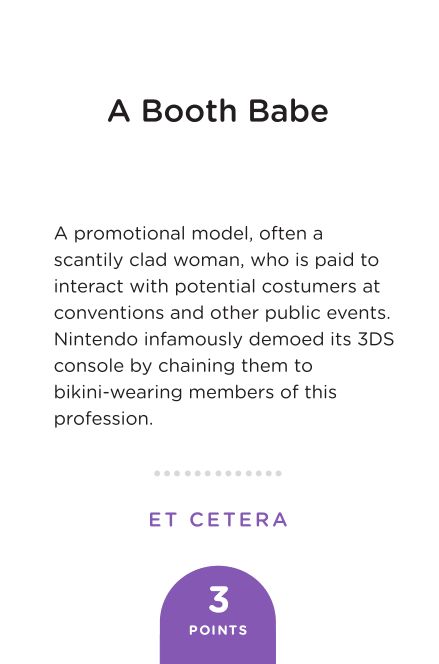 A Booth Babe
A promotional model, often a
scantily clad woman, who is paid to
interact with potential costumers at
conventions and other public events.
Nintendo infamously demoed its 3DS
console by chaining them to
bikini-wearing members of this
profession.
ET CETERA
3
POINTS